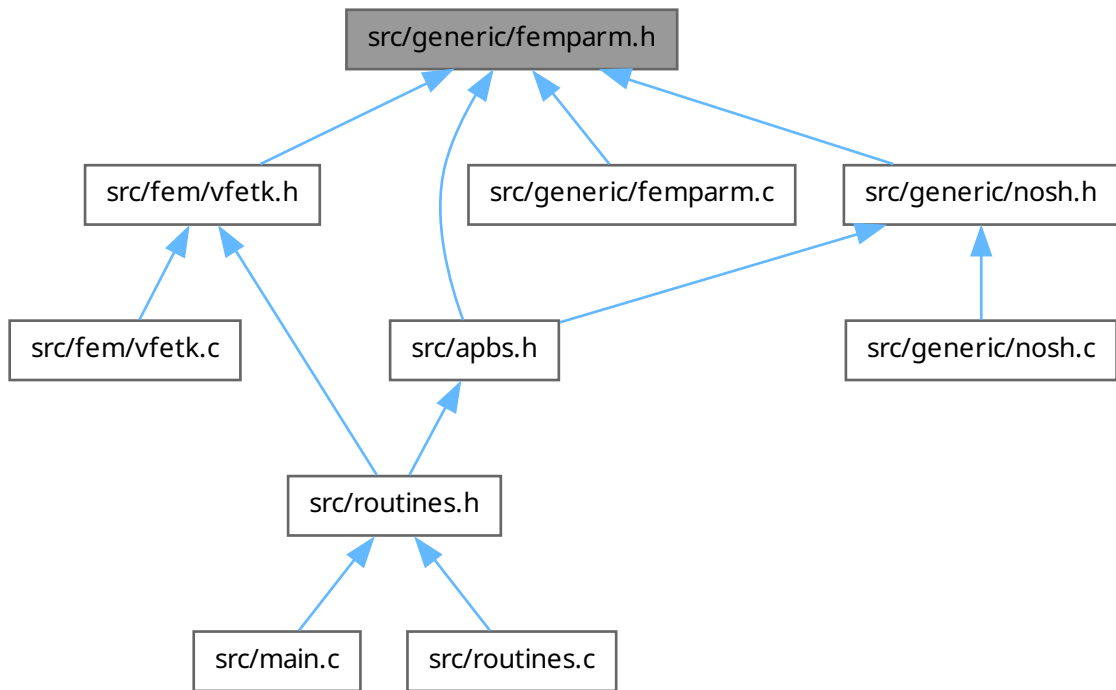 src/generic/femparm.h
src/fem/vfetk.h
src/generic/femparm.c
src/generic/nosh.h
src/fem/vfetk.c
src/apbs.h
src/generic/nosh.c
src/routines.h
src/main.c
src/routines.c